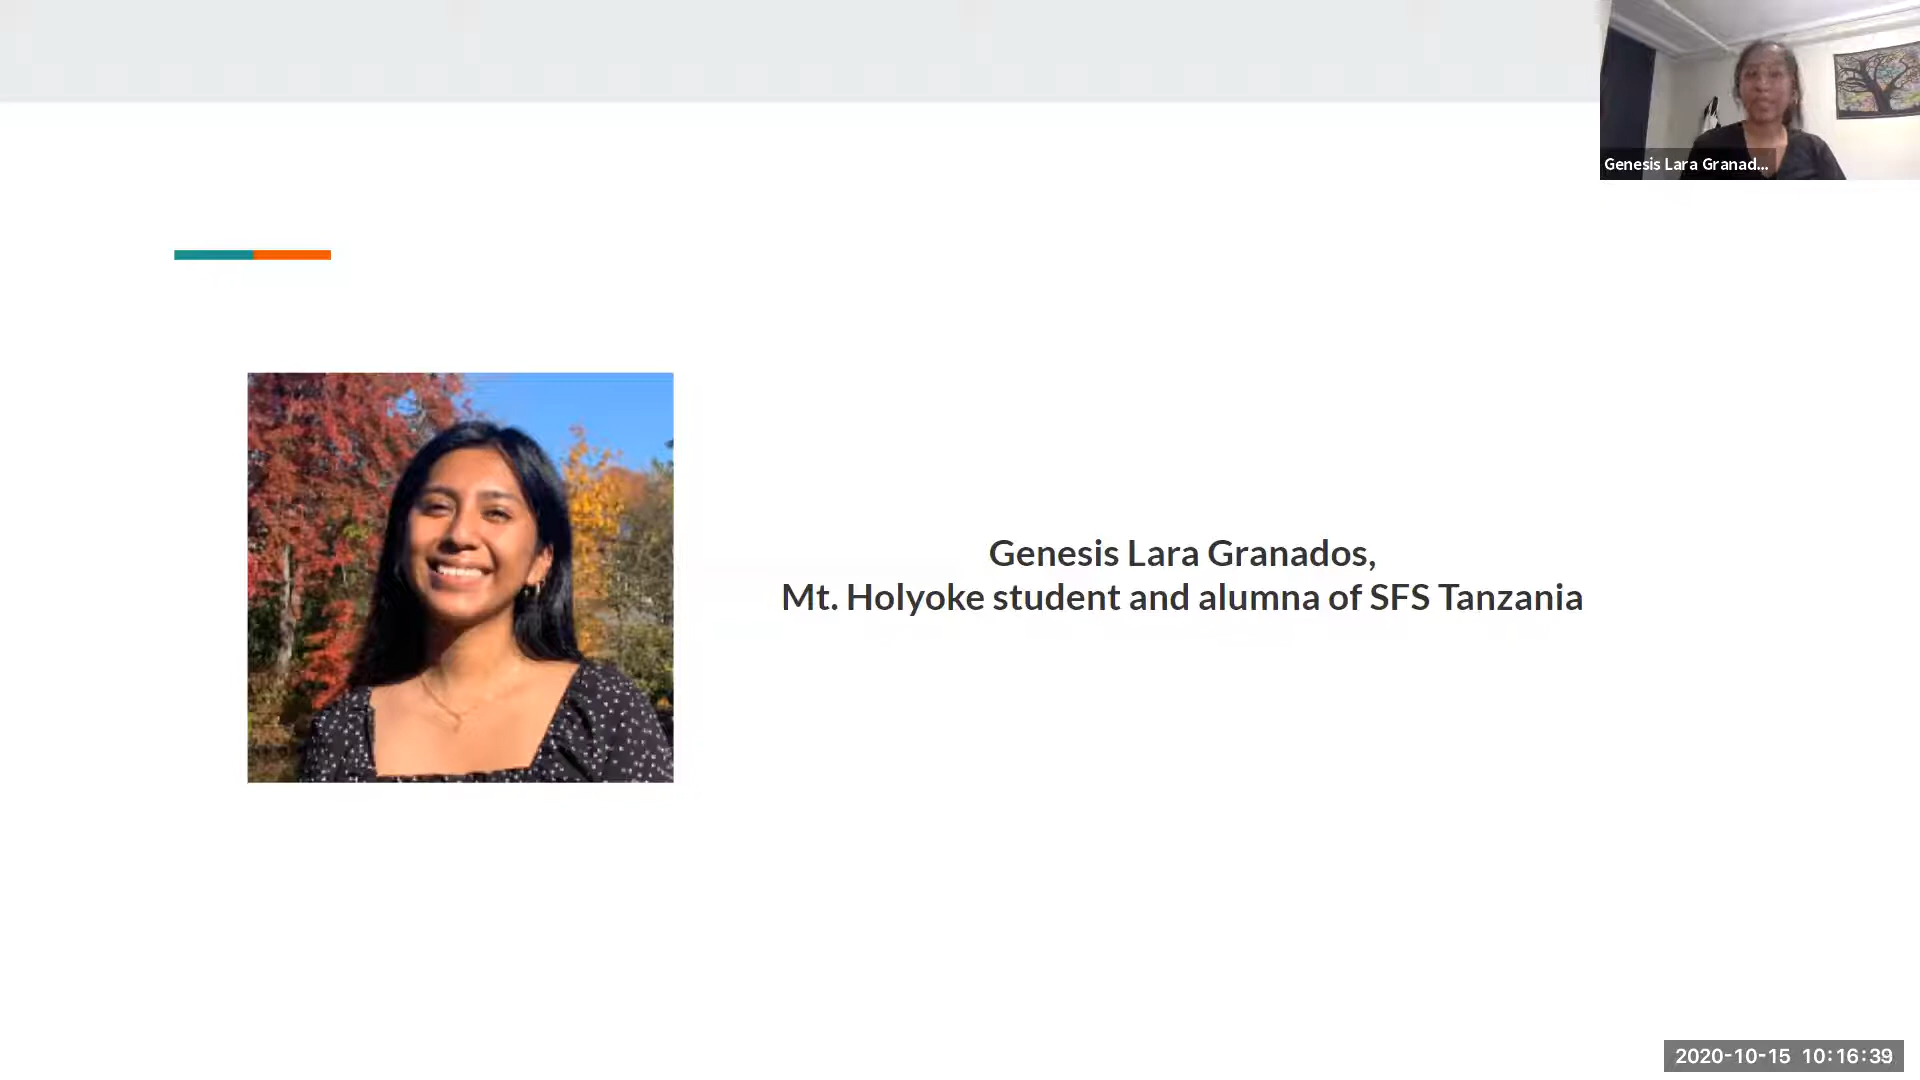 Genesis Lara Granad...
Genesis Lara Granados,
Mt. Holyoke student and alumna of SFS Tanzania
2020-10-15 10:16:39